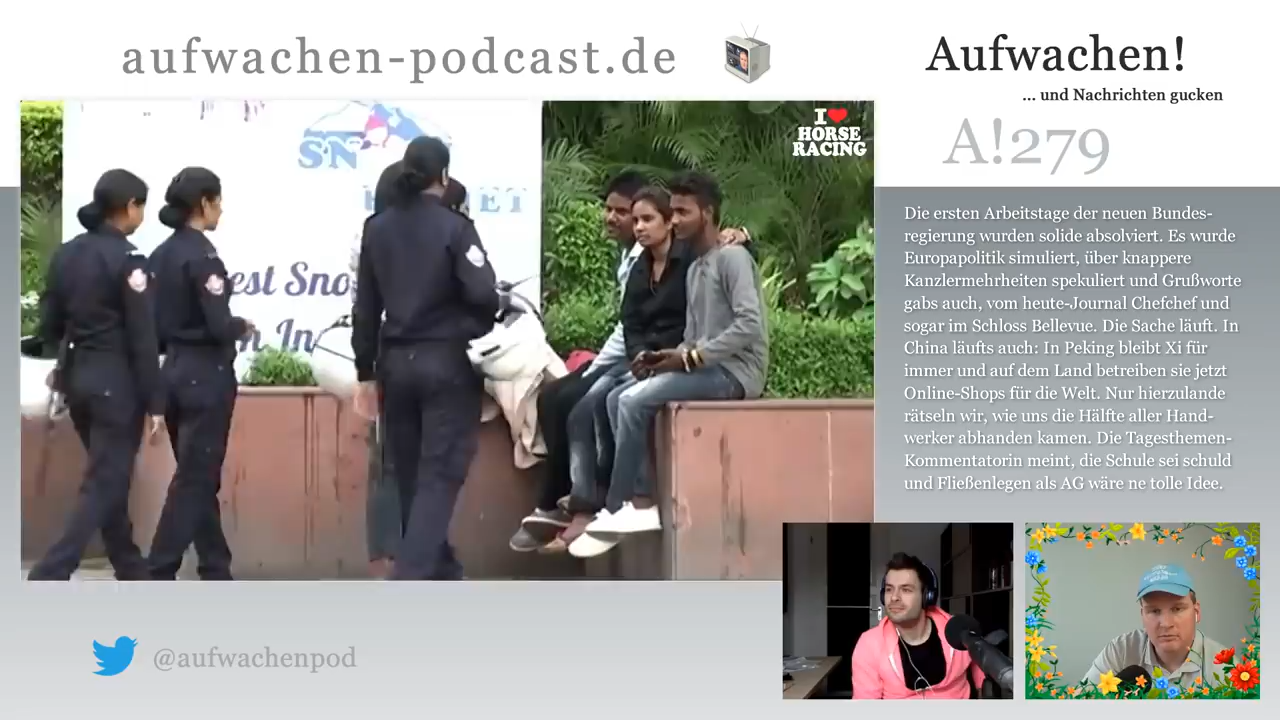 aufwachen-podcast.de
Aufwachen!
... und Nachrichten gucken
A!279
I ❤ HORSE RACING
SN
NET
est Sno
In
Die ersten Arbeitstage der neuen Bundes-
regierung wurden solide absolviert. Es wurde
Europapolitik simuliert, über knappere
Kanzlermehrheiten spekuliert und Grußworte
gabs auch, vom heute-Journal Chefchef und
sogar im Schloss Bellevue. Die Sache läuft. In
China läufts auch: In Peking bleibt Xi für
immer und auf dem Land betreiben sie jetzt
Online-Shops für die Welt. Nur hierzulande
rätseln wir, wie uns die Hälfte aller Hand-
werker abhanden kamen. Die Tagesthemen-
Kommentatorin meint, die Schule sei schuld
und Fließenlegen als AG wäre ne tolle Idee.
@aufwachenpod